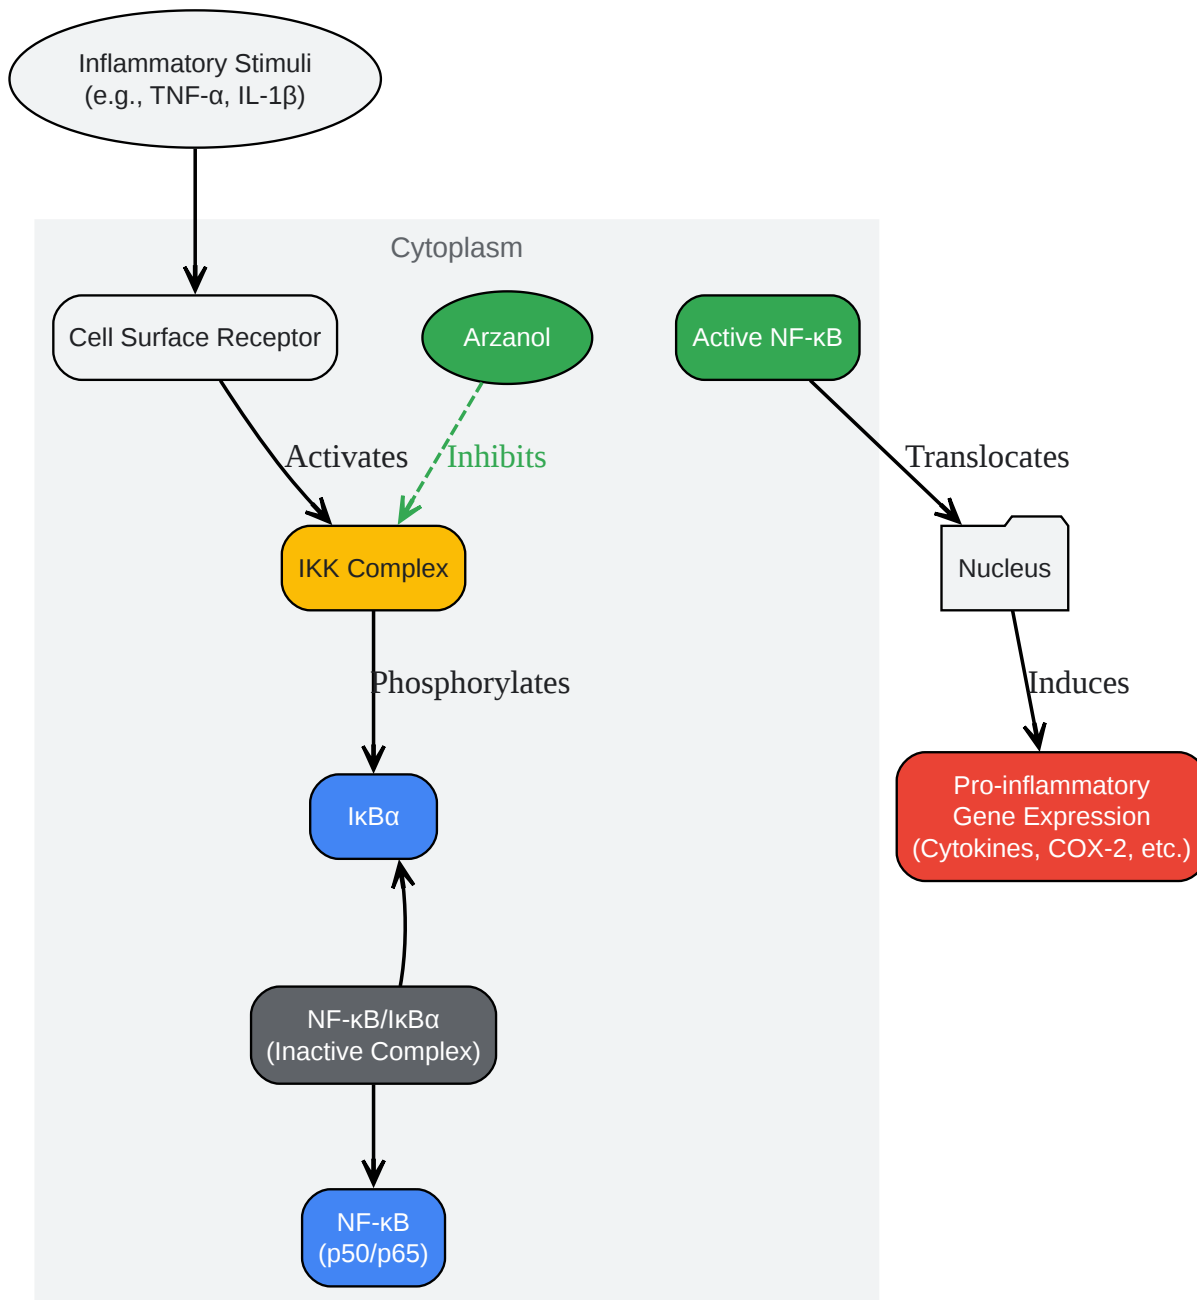 Inflammatory Stimuli
(e.g., TNF-α, IL-1β)
Cytoplasm
Cell Surface Receptor
Arzanol
Active NF-κB
Activates
Inhibits
Translocates
IKK Complex
Nucleus
Phosphorylates
Induces
IκBα
Pro-inflammatory
Gene Expression
(Cytokines, COX-2, etc.)
NF-κB/IκBα
(Inactive Complex)
NF-κB
(p50/p65)